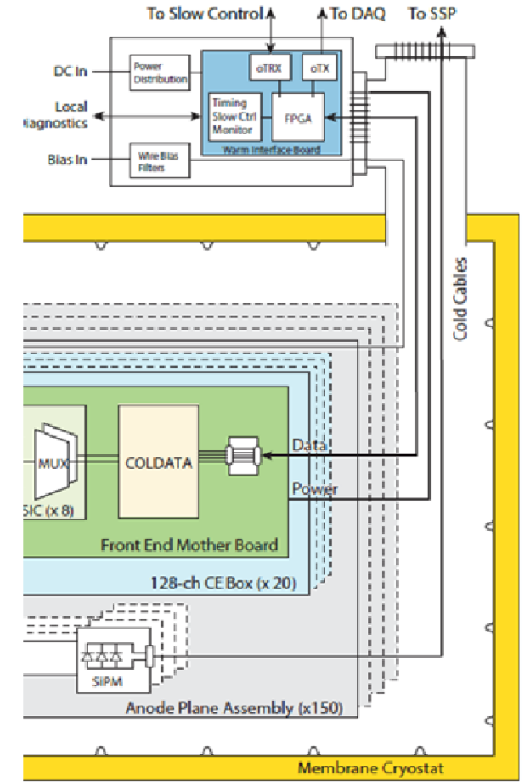 To Slow Control
To DAQ
To SSP
DC In
Power
Distribution
oTRX
oTX
Local
iagnostics
Timing
Slow Ctrl
Monitor
FPGA
Warm Interface Board
Bias In
Wire Bias
Filters
Cold Cables
MUX
COLDATA
Data
Power
SIC (x 8)
Front End Mother Board
128-ch CE Box (x 20)
SiPM
Anode Plane Assembly (x150)
Membrane Cryostat